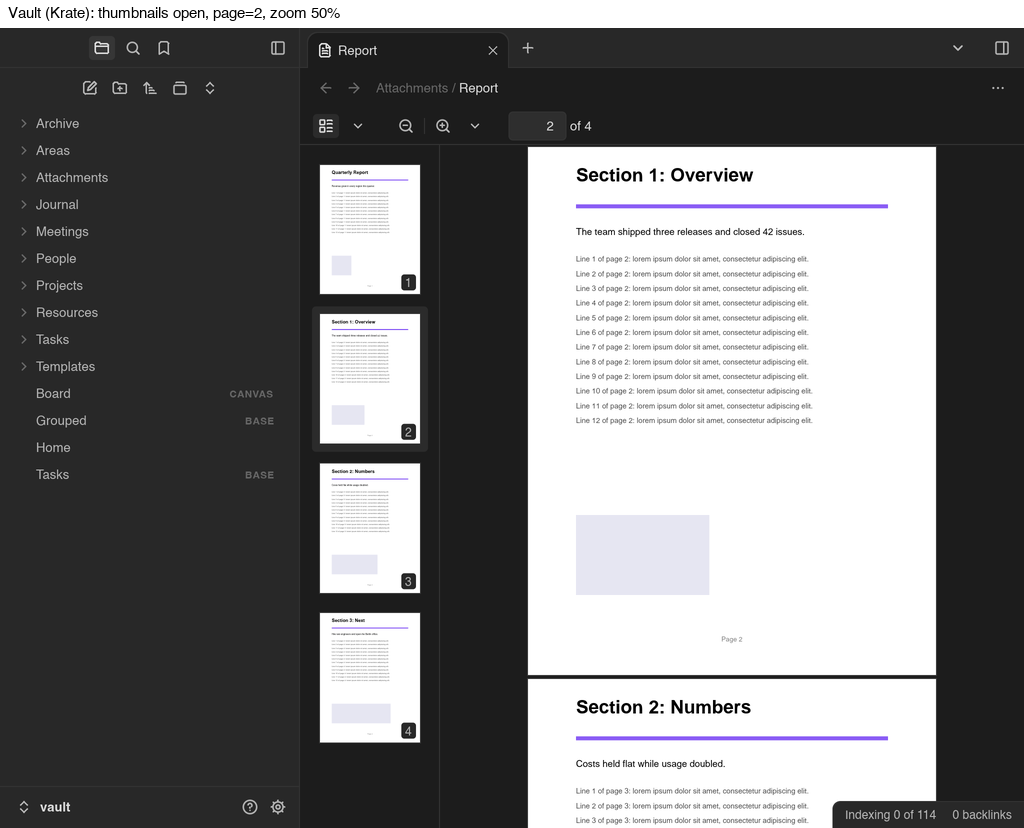 Vault (Krate): thumbnails open, page=2, zoom 50%
Report
Attachments / Report
2 of 4
Archive
Areas
Attachments
Journal
Meetings
People
Projects
Resources
Tasks
Templates
Board CANVAS
Grouped BASE
Home
Tasks BASE
vault
Quarterly Report
1
Section 1: Overview
2
Section 2: Numbers
3
Section 3: Next
4
Section 1: Overview
The team shipped three releases and closed 42 issues.
Line 1 of page 2: lorem ipsum dolor sit amet, consectetur adipiscing elit.
Line 2 of page 2: lorem ipsum dolor sit amet, consectetur adipiscing elit.
Line 3 of page 2: lorem ipsum dolor sit amet, consectetur adipiscing elit.
Line 4 of page 2: lorem ipsum dolor sit amet, consectetur adipiscing elit.
Line 5 of page 2: lorem ipsum dolor sit amet, consectetur adipiscing elit.
Line 6 of page 2: lorem ipsum dolor sit amet, consectetur adipiscing elit.
Line 7 of page 2: lorem ipsum dolor sit amet, consectetur adipiscing elit.
Line 8 of page 2: lorem ipsum dolor sit amet, consectetur adipiscing elit.
Line 9 of page 2: lorem ipsum dolor sit amet, consectetur adipiscing elit.
Line 10 of page 2: lorem ipsum dolor sit amet, consectetur adipiscing elit.
Line 11 of page 2: lorem ipsum dolor sit amet, consectetur adipiscing elit.
Line 12 of page 2: lorem ipsum dolor sit amet, consectetur adipiscing elit.
Page 2
Section 2: Numbers
Costs held flat while usage doubled.
Line 1 of page 3: lorem ipsum dolor sit amet, consectetur adipiscing elit.
Line 2 of page 3: lorem ipsum dolor sit amet, consectetur
Line 3 of page 3: lorem ipsum dolor sit amet, consectetur
Indexing 0 of 114 0 backlinks